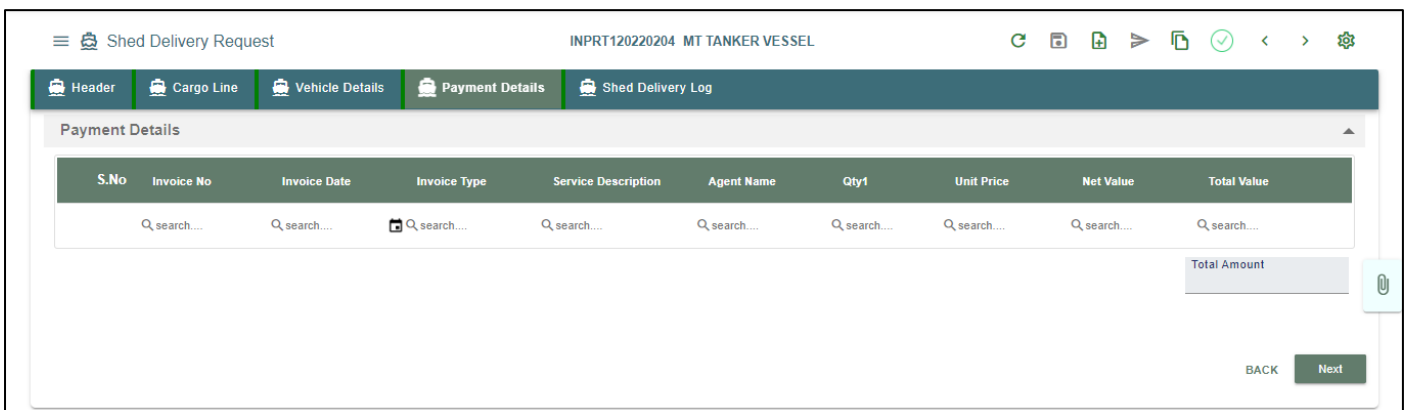 Shed Delivery Request INPRT120220204 MT TANKER VESSEL
Header Cargo Line Vehicle Details Payment Details Shed Delivery Log
Payment Details
S.No Invoice No Invoice Date Invoice Type Service Description Agent Name Qty1 Unit Price Net Value Total Value
search.... search.... search.... search.... search.... search.... search.... search.... search....
Total Amount
BACK Next